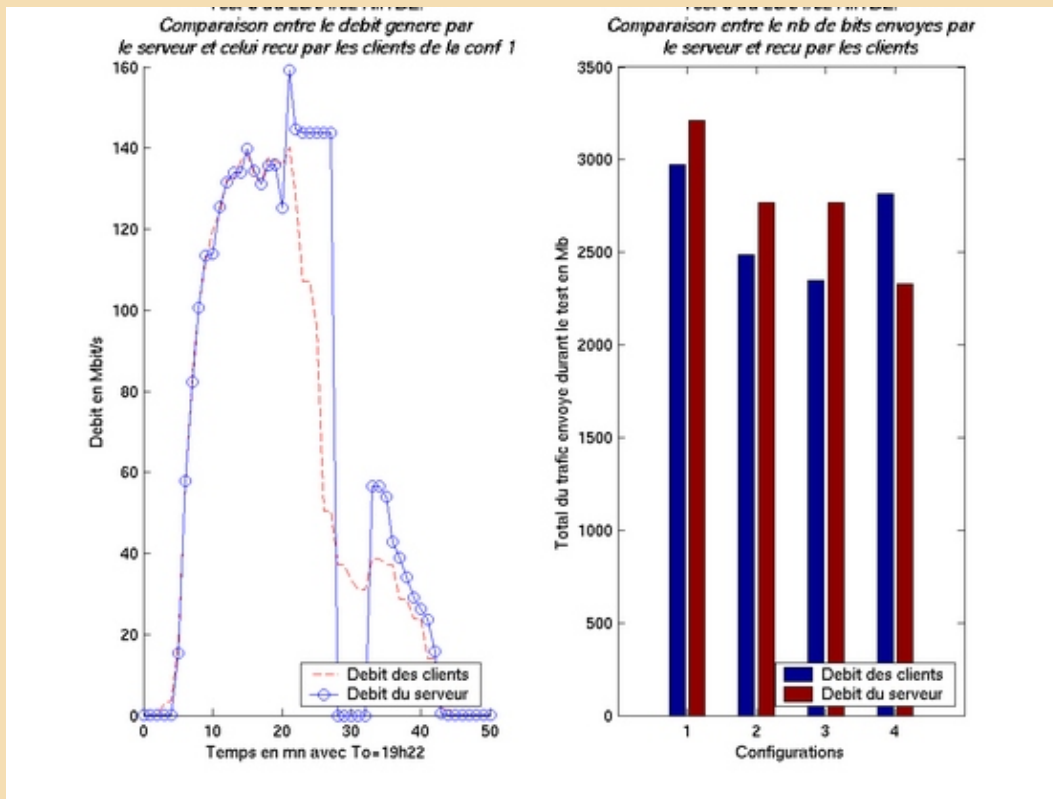 Comparaison entre le debit genere par
le serveur et celui recu par les clients de la conf 1
160
140
120
100
80
60
40
20
0
Debit en Mbit/s
Debit des clients
Debit du serveur
0 10 20 30 40 50
Temps en mn avec To=19h22
Comparaison entre le nb de bits envoyes par
le serveur et recu par les clients
3500
3000
2500
2000
1500
1000
500
0
Total du trafic envoye durant le test en Mb
Debit des clients
Debit du serveur
1 2 3 4
Configurations